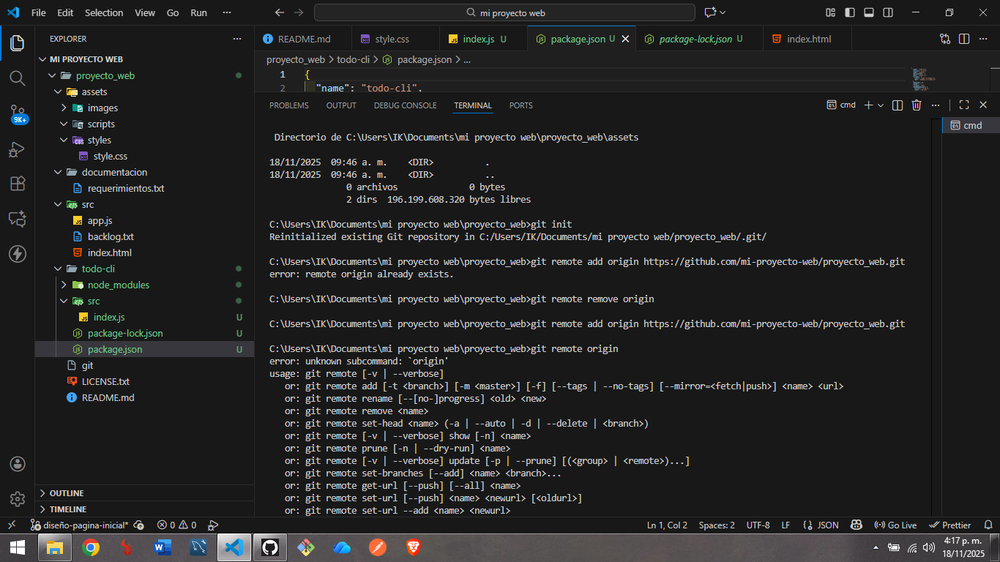 File Edit Selection View Go Run ···
mi proyecto web
EXPLORER ···
MI PROYECTO WEB
proyecto_web
assets
images
scripts
styles
style.css
documentacion
requerimientos.txt
src
app.js
backlog.txt
index.html
todo-cli
node_modules
src
index.js U
package-lock.json U
package.json U
git
LICENSE.txt
README.md
OUTLINE
TIMELINE
9K+
README.md style.css index.js U package.json U package-lock.json U index.html ···
proyecto_web > todo-cli > package.json > ...
1 {
2 "name": "todo-cli",
PROBLEMS OUTPUT DEBUG CONSOLE TERMINAL PORTS cmd ···
cmd
Directorio de C:\Users\IK\Documents\mi proyecto web\proyecto_web\assets
18/11/2025 09:46 a. m. <DIR> .
18/11/2025 09:46 a. m. <DIR> ..
0 archivos 0 bytes
2 dirs 196.199.608.320 bytes libres
C:\Users\IK\Documents\mi proyecto web\proyecto_web>git init
Reinitialized existing Git repository in C:/Users/IK/Documents/mi proyecto web/proyecto_web/.git/
C:\Users\IK\Documents\mi proyecto web\proyecto_web>git remote add origin https://github.com/mi-proyecto-web/proyecto_web.git
error: remote origin already exists.
C:\Users\IK\Documents\mi proyecto web\proyecto_web>git remote remove origin
C:\Users\IK\Documents\mi proyecto web\proyecto_web>git remote add origin https://github.com/mi-proyecto-web/proyecto_web.git
C:\Users\IK\Documents\mi proyecto web\proyecto_web>git remote origin
error: unknown subcommand: `origin'
usage: git remote [-v | --verbose]
or: git remote add [-t <branch>] [-m <master>] [-f] [--tags | --no-tags] [--mirror=<fetch|push>] <name> <url>
or: git remote rename [--[no-]progress] <old> <new>
or: git remote remove <name>
or: git remote set-head <name> (-a | --auto | -d | --delete | <branch>)
or: git remote [-v | --verbose] show [-n] <name>
or: git remote prune [-n | --dry-run] <name>
or: git remote [-v | --verbose] update [-p | --prune] [(<group> | <remote>)...]
or: git remote set-branches [--add] <name> <branch>...
or: git remote get-url [--push] [--all] <name>
or: git remote set-url [--push] <name> <newurl> [<oldurl>]
or: git remote set-url --add <name> <newurl>
diseño-pagina-inicial* 0 0 Ln 1, Col 2 Spaces: 2 UTF-8 LF {} JSON Go Live Prettier
4:17 p. m.
18/11/2025